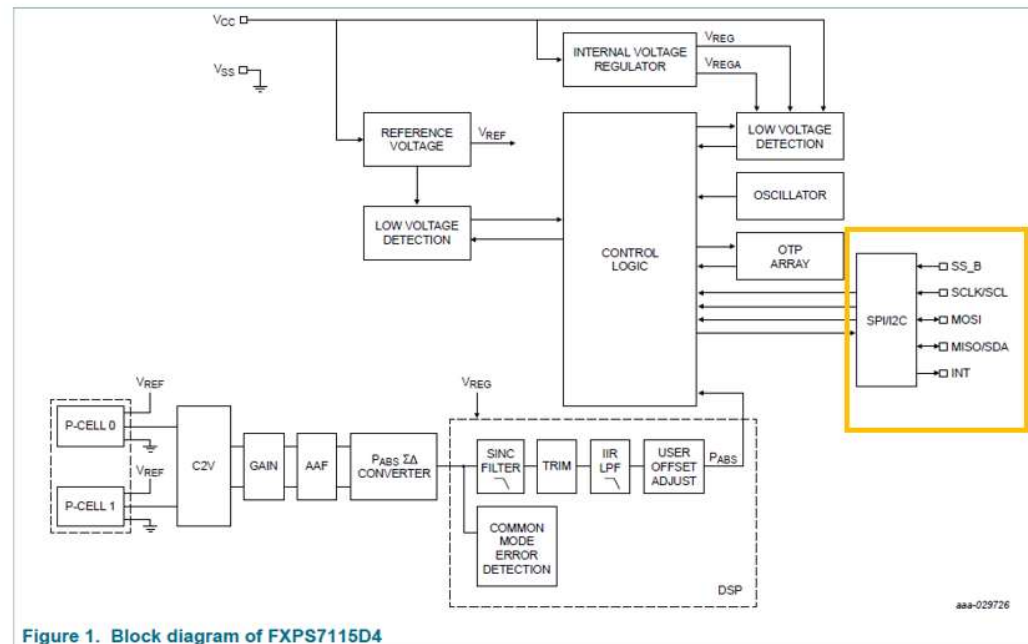 VCC
VSS
INTERNAL VOLTAGE
REGULATOR
VREG
VREGA
REFERENCE
VOLTAGE
VREF
LOW VOLTAGE
DETECTION
LOW VOLTAGE
DETECTION
OSCILLATOR
OTP
ARRAY
CONTROL
LOGIC
SPI/I2C
SS_B
SCLK/SCL
MOSI
MISO/SDA
INT
VREF
P-CELL 0
VREF
P-CELL 1
C2V
GAIN
AAF
PABS ΣΔ
CONVERTER
VREG
SINC
FILTER
TRIM
IIR
LPF
USER
OFFSET
ADJUST
PABS
COMMON
MODE
ERROR
DETECTION
DSP
aaa-029726
Figure 1. Block diagram of FXPS7115D4